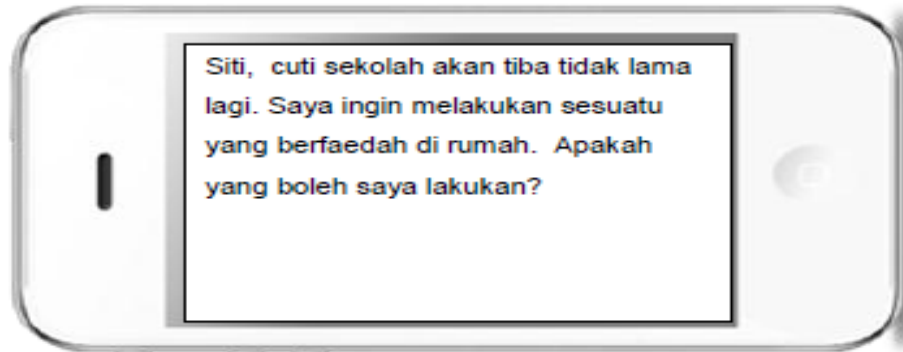 Siti, cuti sekolah akan tiba tidak lama
lagi. Saya ingin melakukan sesuatu
yang berfaedah di rumah. Apakah
yang boleh saya lakukan?